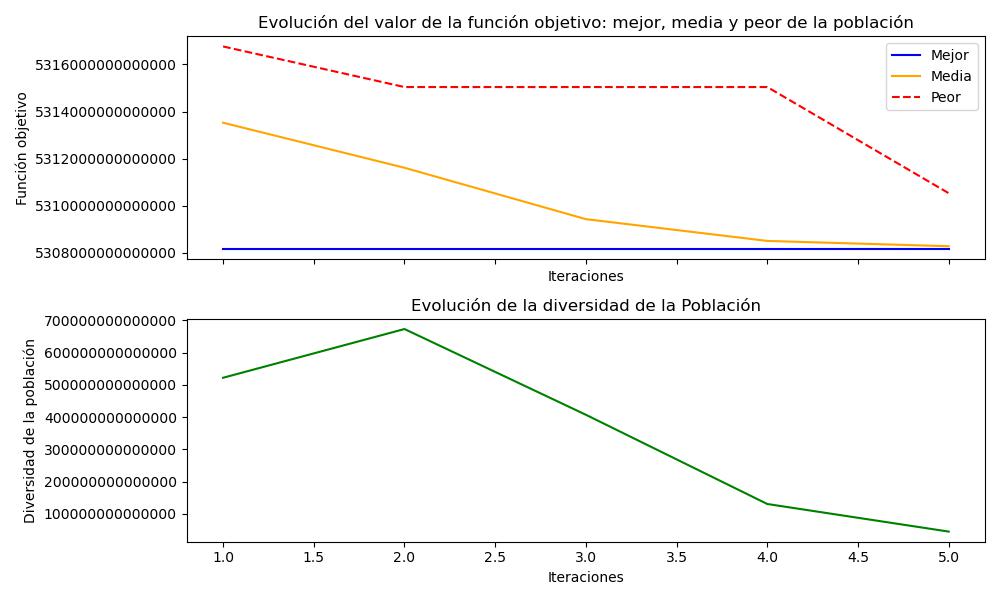 Evolución del valor de la función objetivo: mejor, media y peor de la población
Función objetivo
5316000000000000
5314000000000000
5312000000000000
5310000000000000
5308000000000000
Mejor
Media
Peor
Iteraciones
Evolución de la diversidad de la Población
Diversidad de la población
700000000000000
600000000000000
500000000000000
400000000000000
300000000000000
200000000000000
100000000000000
1.0 1.5 2.0 2.5 3.0 3.5 4.0 4.5 5.0
Iteraciones